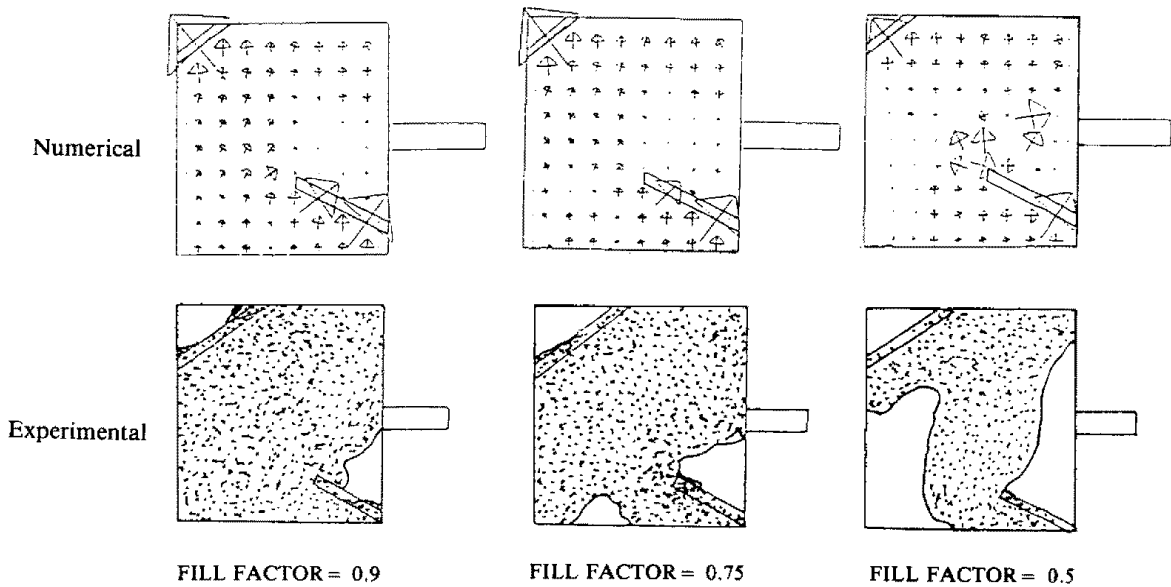 Numerical
Experimental
FILL FACTOR = 0.9
FILL FACTOR = 0.75
FILL FACTOR = 0.5